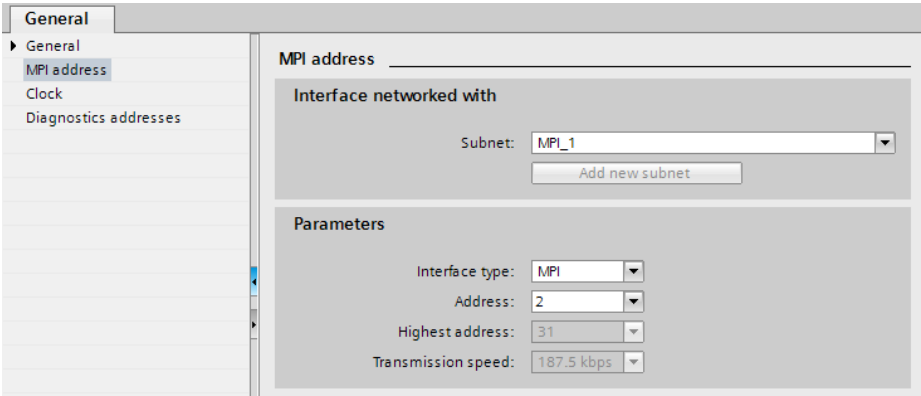 General
General
MPI address
Clock
Diagnostics addresses
MPI address
Interface networked with
Subnet: MPI_1
Add new subnet
Parameters
Interface type: MPI
Address: 2
Highest address: 31
Transmission speed: 187.5 kbps